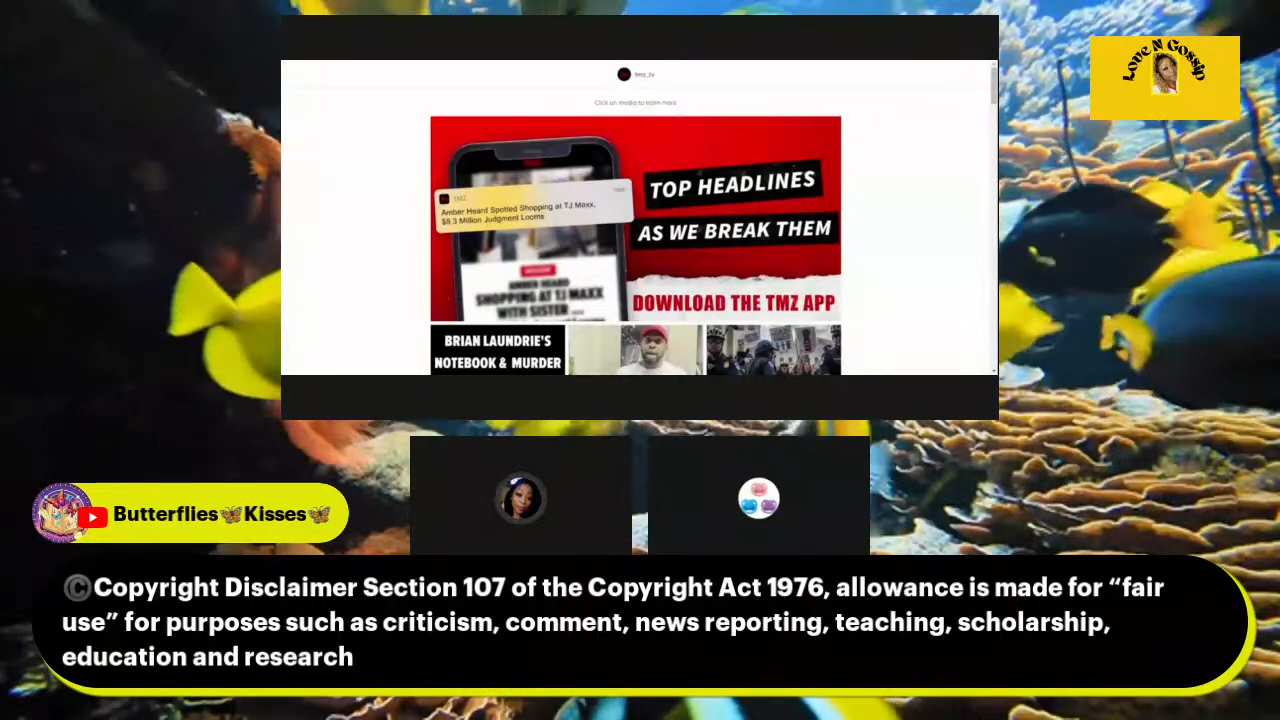 tmz_tv
Love N Gossip
Click on media to learn more
TMZ
now
Amber Heard Spotted Shopping at TJ Maxx,
$8.3 Million Judgment Looms
TOP HEADLINES
AS WE BREAK THEM
AMBER HEARD
SHOPPING AT TJ MAXX
WITH SISTER ...
DOWNLOAD THE TMZ APP
BRIAN LAUNDRIE'S
NOTEBOOK & MURDER
Butterflies🦋Kisses🦋
©Copyright Disclaimer Section 107 of the Copyright Act 1976, allowance is made for “fair
use” for purposes such as criticism, comment, news reporting, teaching, scholarship,
education and research